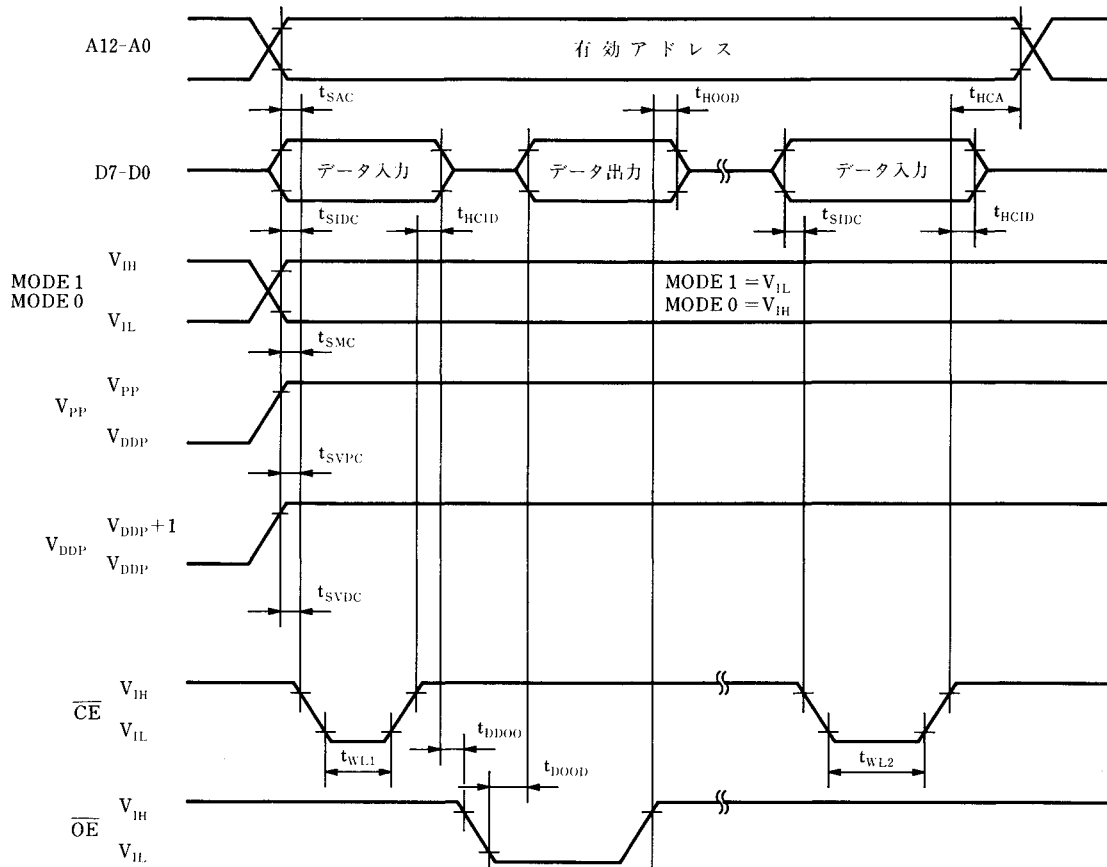 A12-A0
有効アドレス
tSAC
tHOOD
tHCA
D7-D0
データ入力
データ出力
データ入力
tSIDC
tHCID
tSIDC
tHCID
MODE 1
MODE 0
VIH
VIL
MODE 1 = VIL
MODE 0 = VIH
tSMC
VPP
VPP
VDDP
tSVPC
VDDP
VDDP+1
VDDP
tSVDC
CE
VIH
VIL
tWL1
tDDOO
tDOOD
tWL2
OE
VIH
VIL